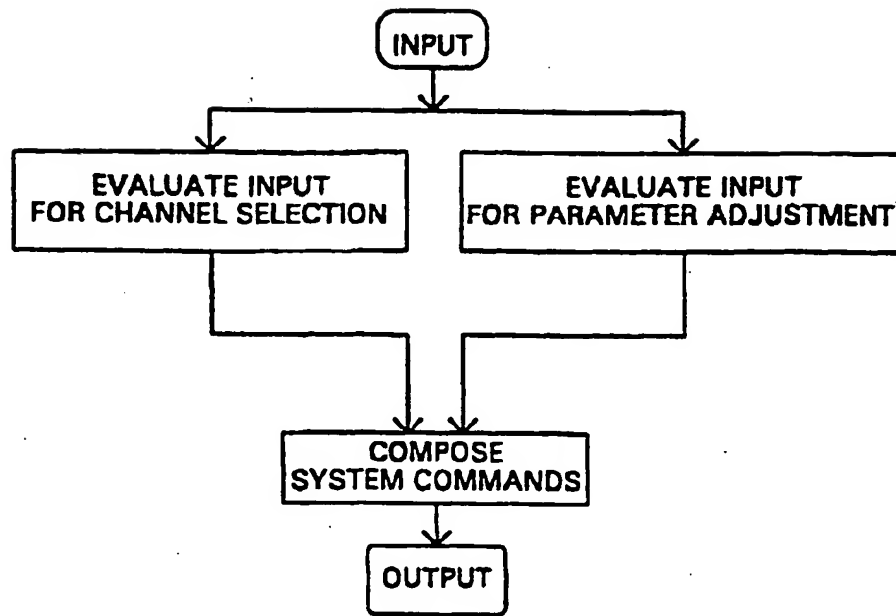 INPUT
EVALUATE INPUT
FOR CHANNEL SELECTION
EVALUATE INPUT
FOR PARAMETER ADJUSTMENT
COMPOSE
SYSTEM COMMANDS
OUTPUT